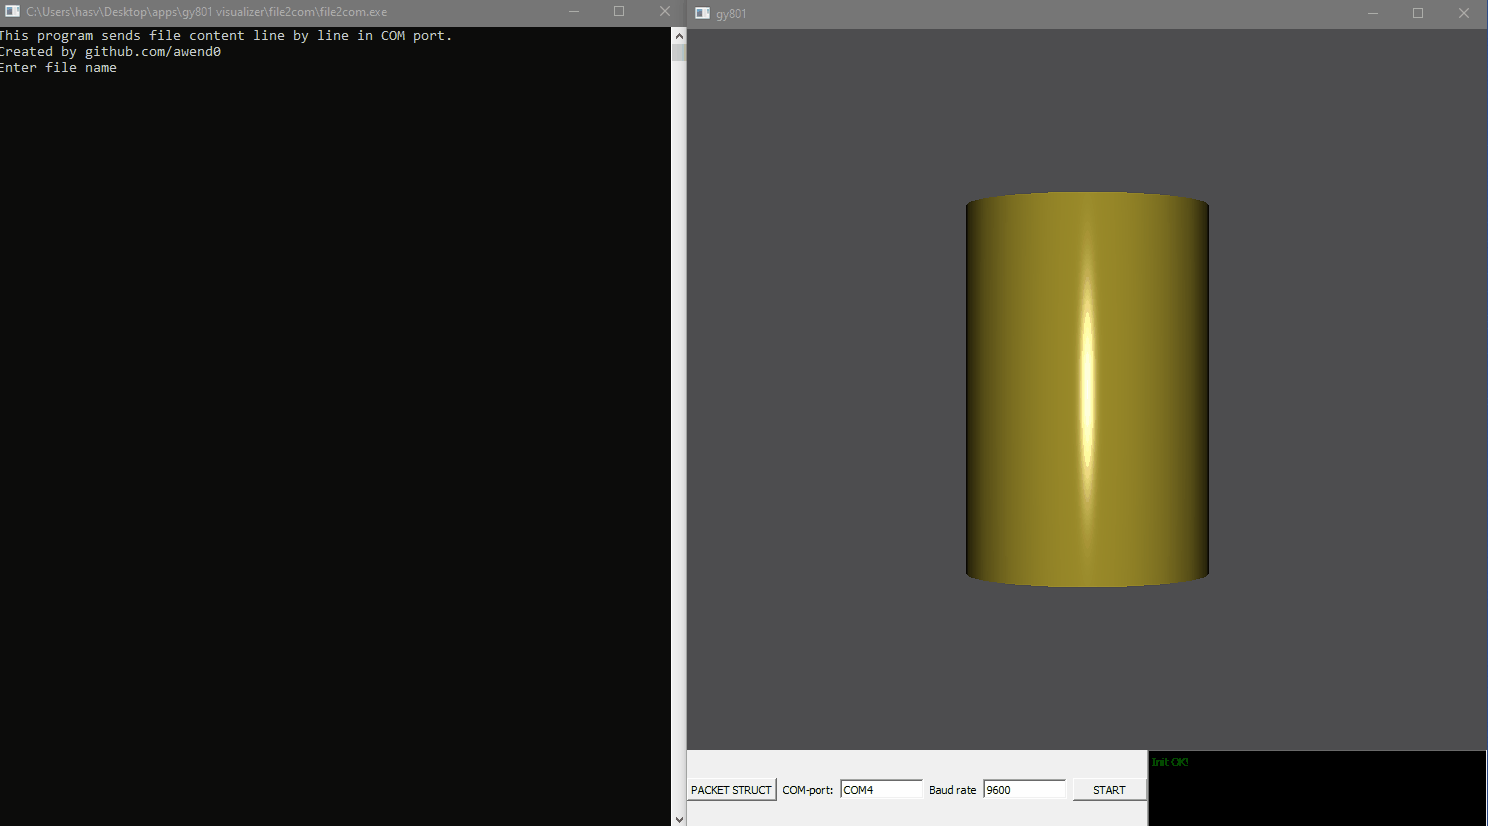 C:\Users\hasv\Desktop\apps\gy801 visualizer\file2com\file2com.exe
This program sends file content line by line in COM port.
Created by github.com/awend0
Enter file name
gy801
PACKET STRUCT COM-port: COM4 Baud rate 9600 START
Init OK!